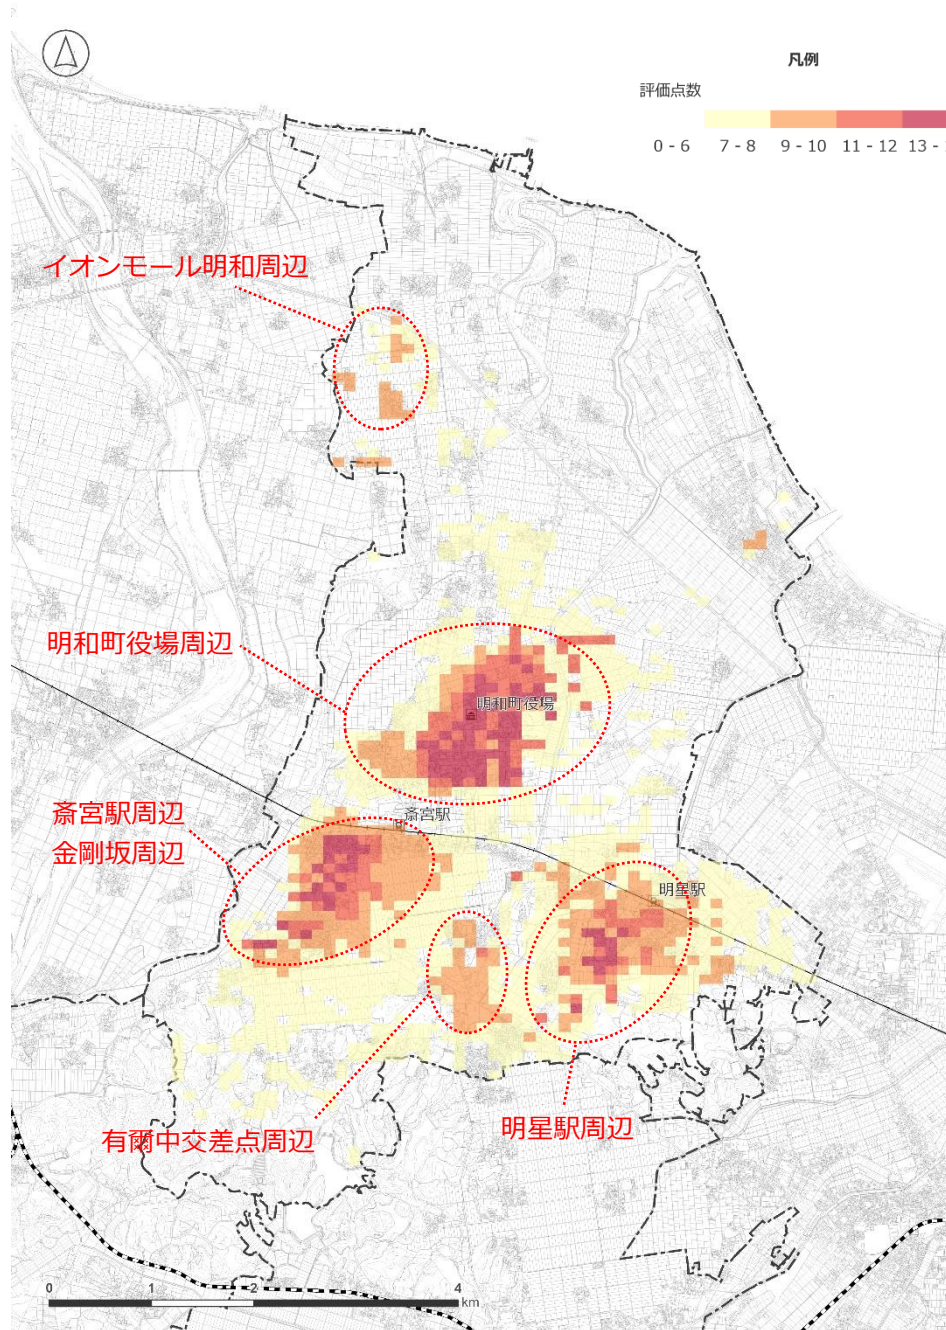 凡例
評価点数
0 - 6 7 - 8 9 - 10 11 - 12 13 -
イオンモール明和周辺
明和町役場周辺
明和町役場
斎宮駅周辺
金剛坂周辺
斎宮駅
明星駅
有爾中交差点周辺
明星駅周辺
0 1 2 4
km